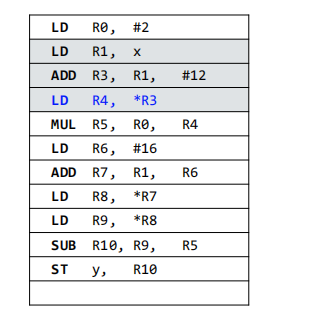 LD R0, #2
LD R1, x
ADD R3, R1, #12
LD R4, *R3
MUL R5, R0, R4
LD R6, #16
ADD R7, R1, R6
LD R8, *R7
LD R9, *R8
SUB R10, R9, R5
ST y, R10